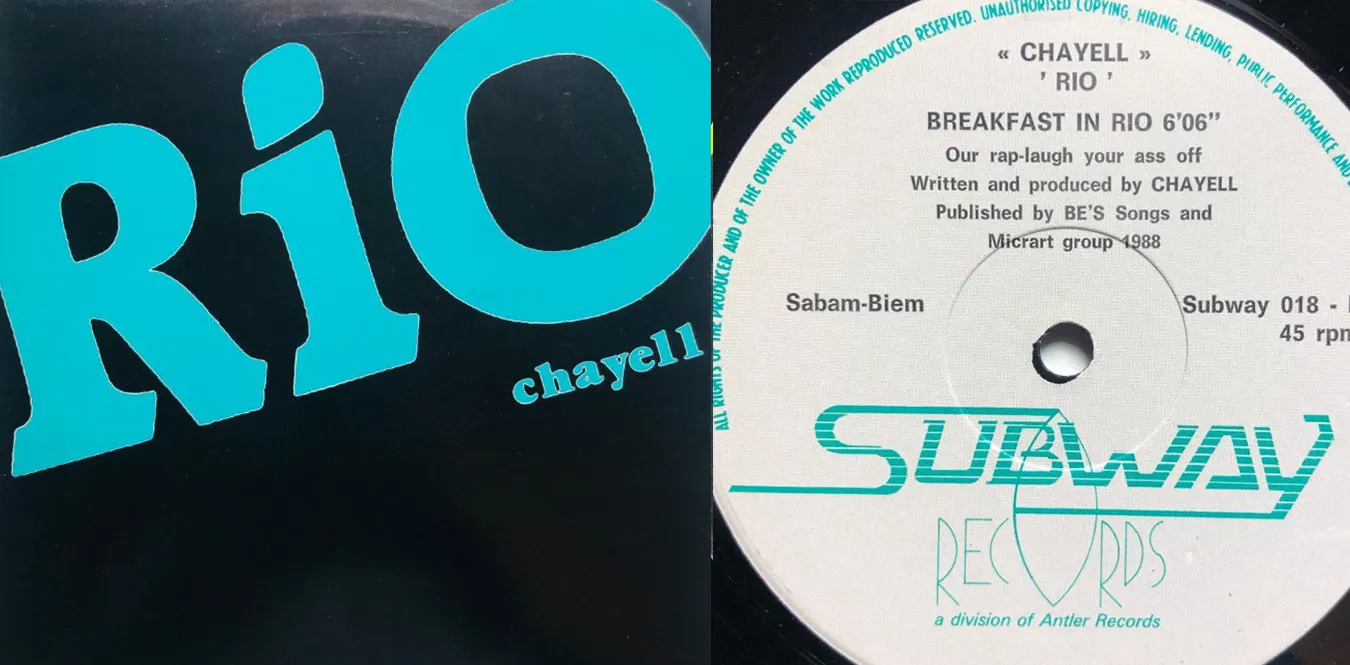 RiO
chayell
ALL RIGHTS OF THE PRODUCER AND OF THE OWNER OF THE WORK REPRODUCED RESERVED. UNAUTHORISED COPYING, HIRING, LENDING, PUBLIC PERFORMANCE AND
« CHAYELL »
' RIO '
BREAKFAST IN RIO 6'06”
Our rap-laugh your ass off
Written and produced by CHAYELL
Published by BE'S Songs and
Micrart group 1988
Sabam-Biem
Subway 018 -
45 rpm
SUBWAY
RECORDS
a division of Antler Records